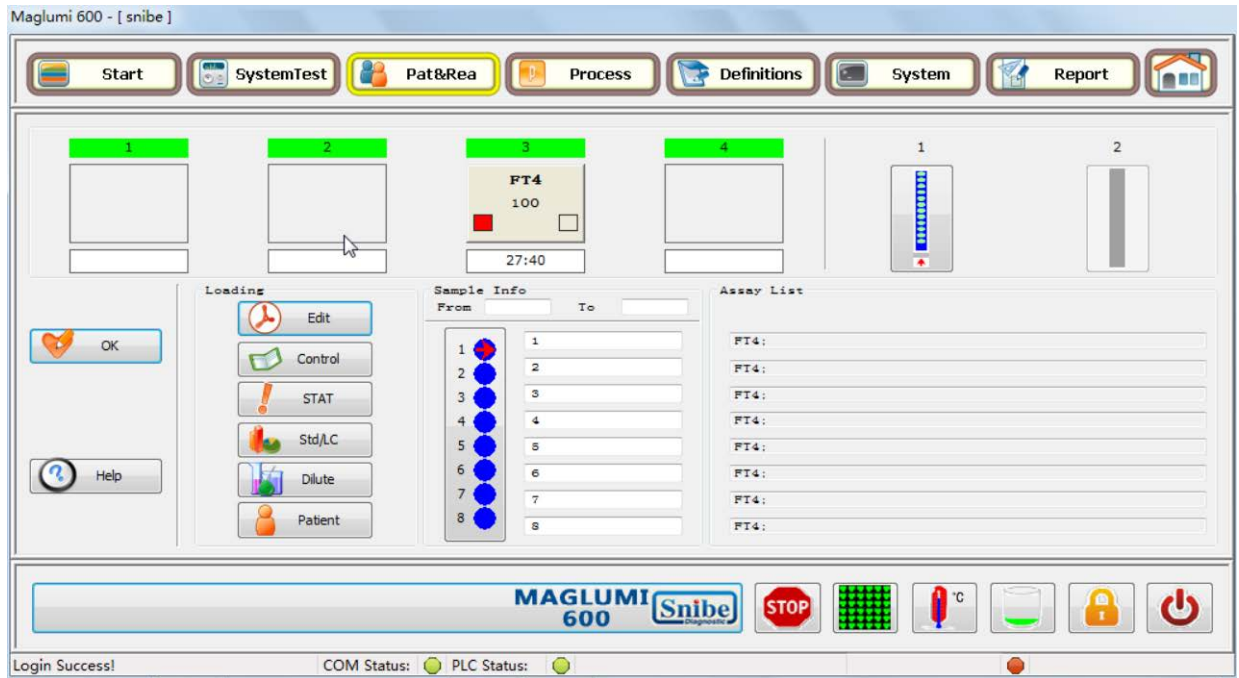 Maglumi 600 - [ snibe ]
Start SystemTest Pat&Rea Process Definitions System Report
1 2 3 4 1 2
FT4
100
27:40
Loading
Edit
Control
STAT
Std/LC
Dilute
Patient
OK
Help
Sample Info
From To
1 1
2 2
3 3
4 4
5 5
6 6
7 7
8 8
Assay List
FT4;
FT4;
FT4;
FT4;
FT4;
FT4;
FT4;
FT4;
MAGLUMI
600
Snibe
Diagnostic
STOP
°C
Login Success! COM Status: PLC Status: